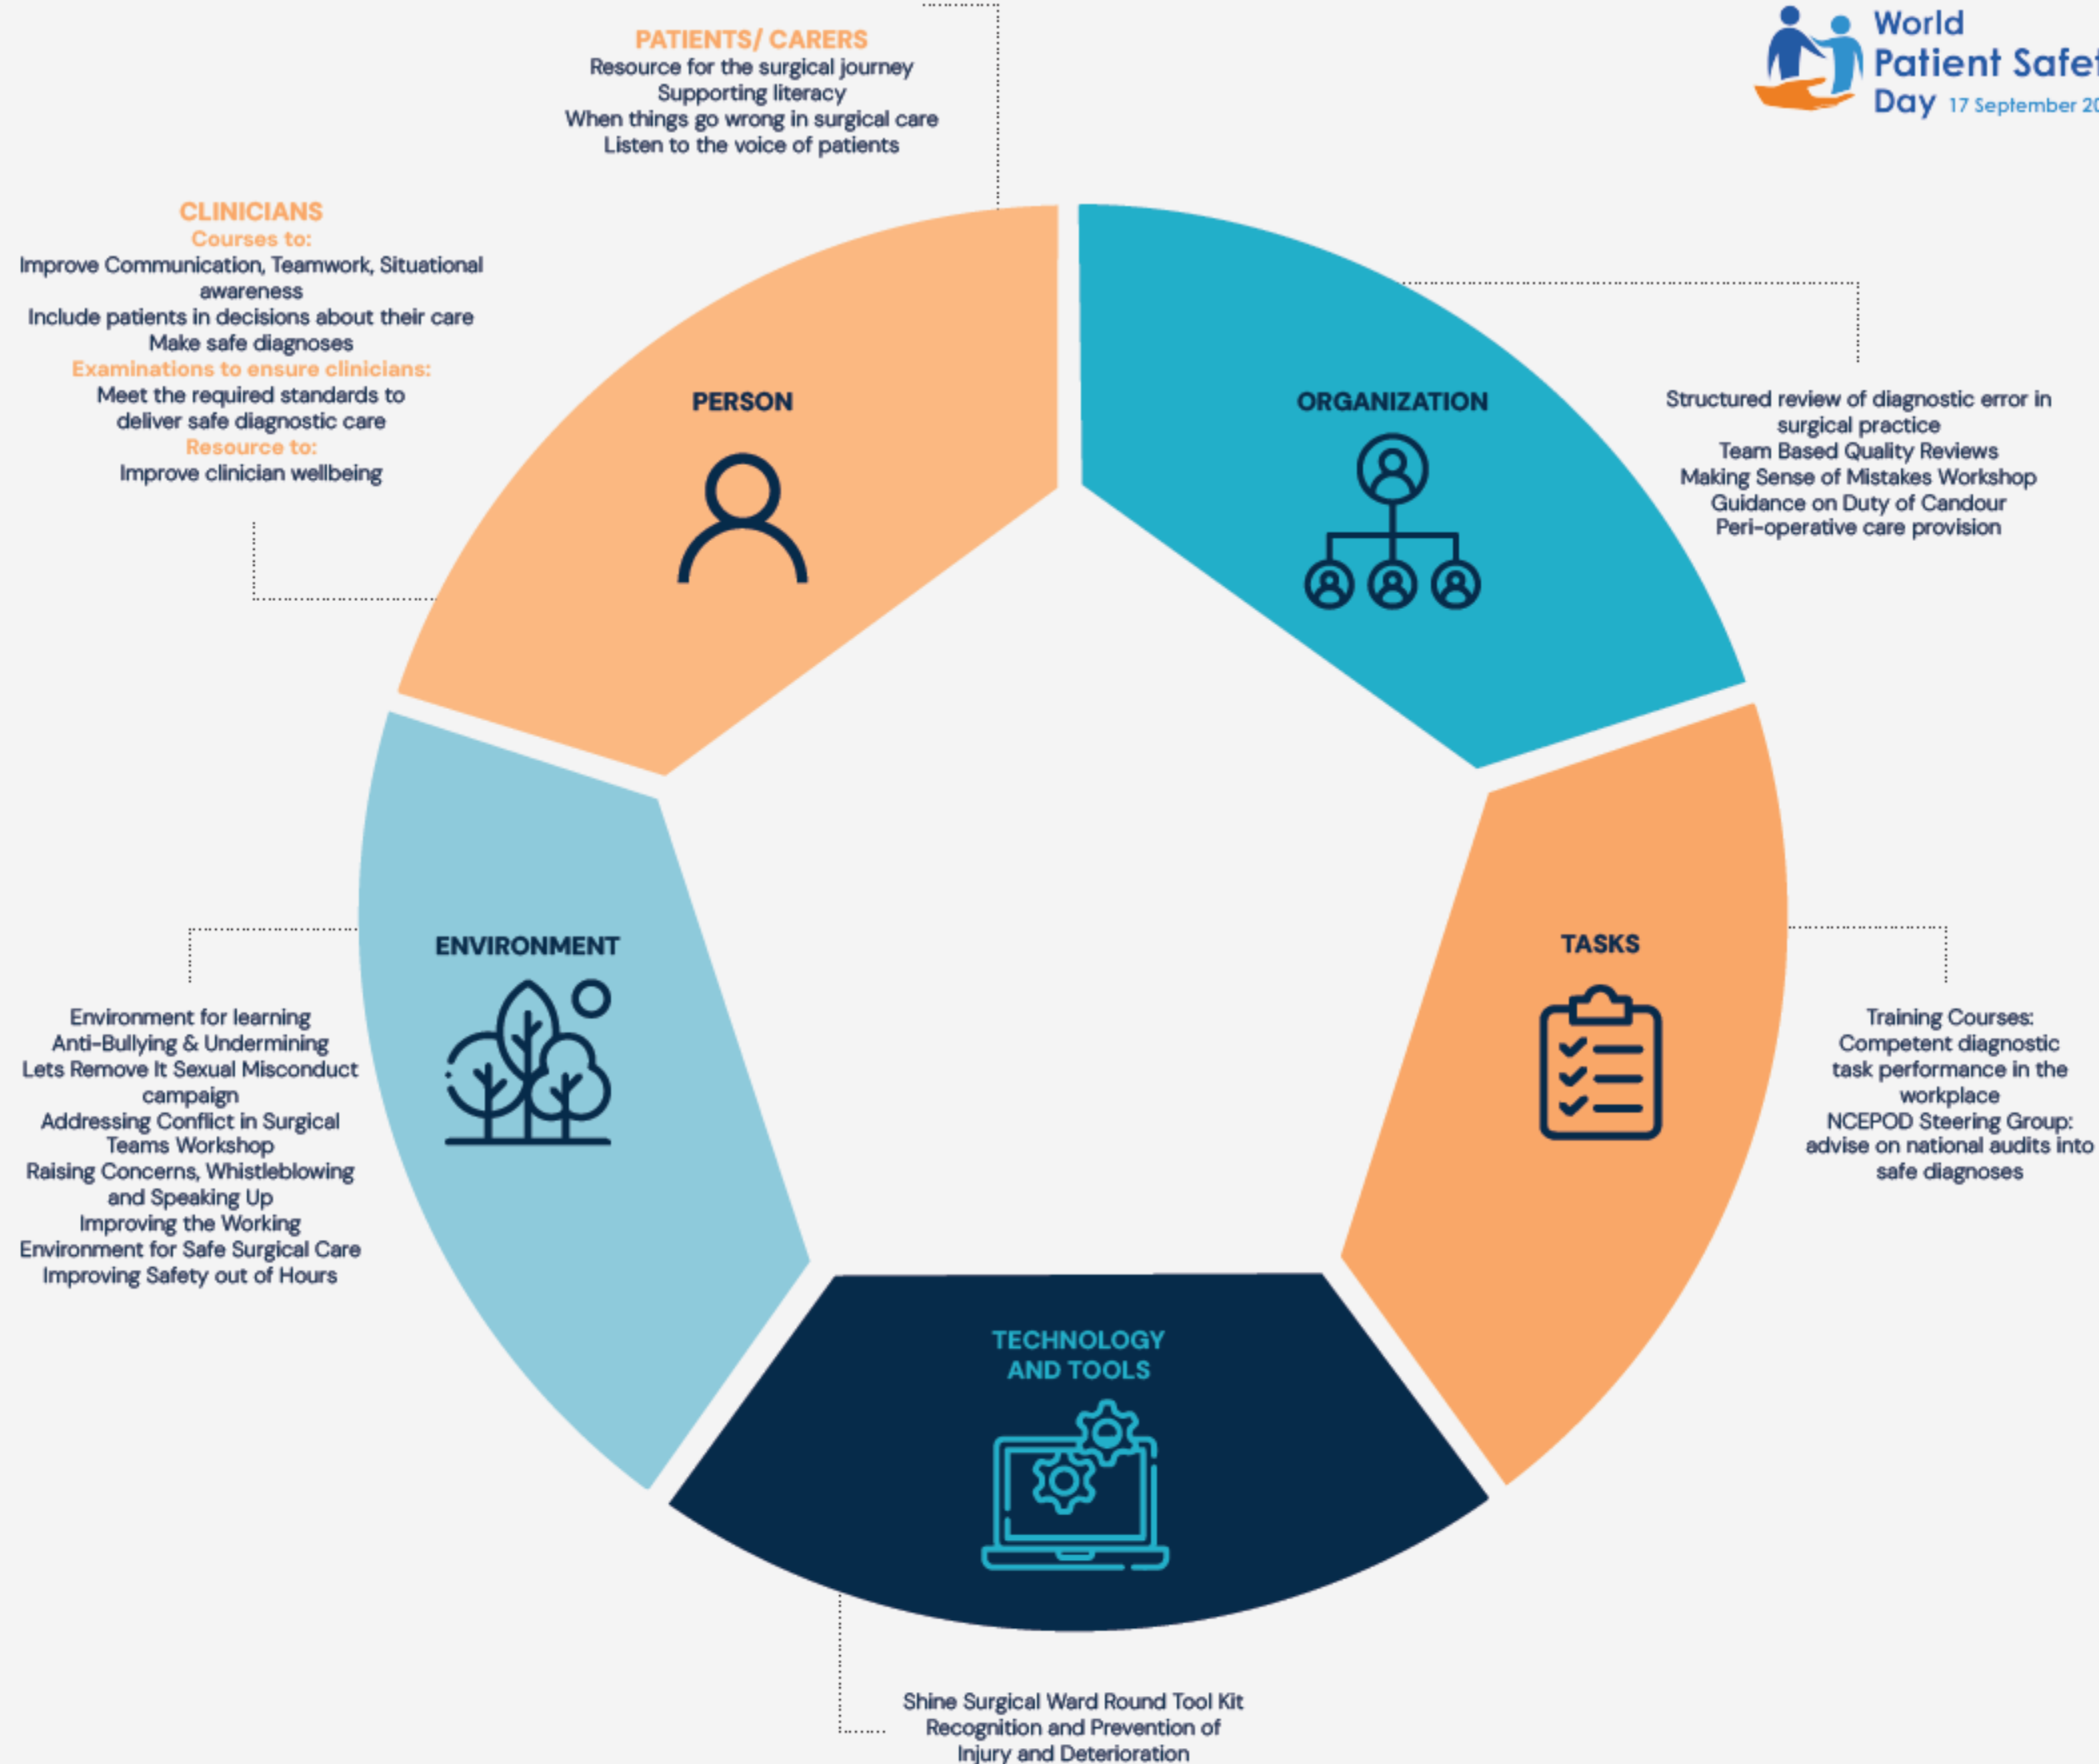 PATIENTS/ CARERS
Resource for the surgical journey
Supporting literacy
When things go wrong in surgical care
Listen to the voice of patients
World
Patient
Day 17 September
CLINICIANS
Courses to:
Improve Communication, Teamwork, Situational
awareness
Include patients in decisions about their care
Make safe diagnoses
Examinations to ensure clinicians:
Meet the required standards to
deliver safe diagnostic care
Resource to:
Improve clinician wellbeing
PERSON
ORGANIZATION
Structured review of diagnostic error in
surgical practice
Team Based Quality Reviews
Making Sense of Mistakes Workshop
Guidance on Duty of Candour
Peri-operative care provision
ENVIRONMENT
Environment for learning
Anti-Bullying & Undermining
Lets Remove It Sexual Misconduct
campaign
Addressing Conflict in Surgical
Teams Workshop
Raising Concerns, Whistleblowing
and Speaking Up
Improving the Working
Environment for Safe Surgical Care
Improving Safety out of Hours
TASKS
Training Courses:
Competent diagnostic
task performance in the
workplace
NCEPOD Steering Group:
advise on national audits into
safe diagnoses
TECHNOLOGY
AND TOOLS
Shine Surgical Ward Round Tool Kit
Recognition and Prevention of
Injury and Deterioration